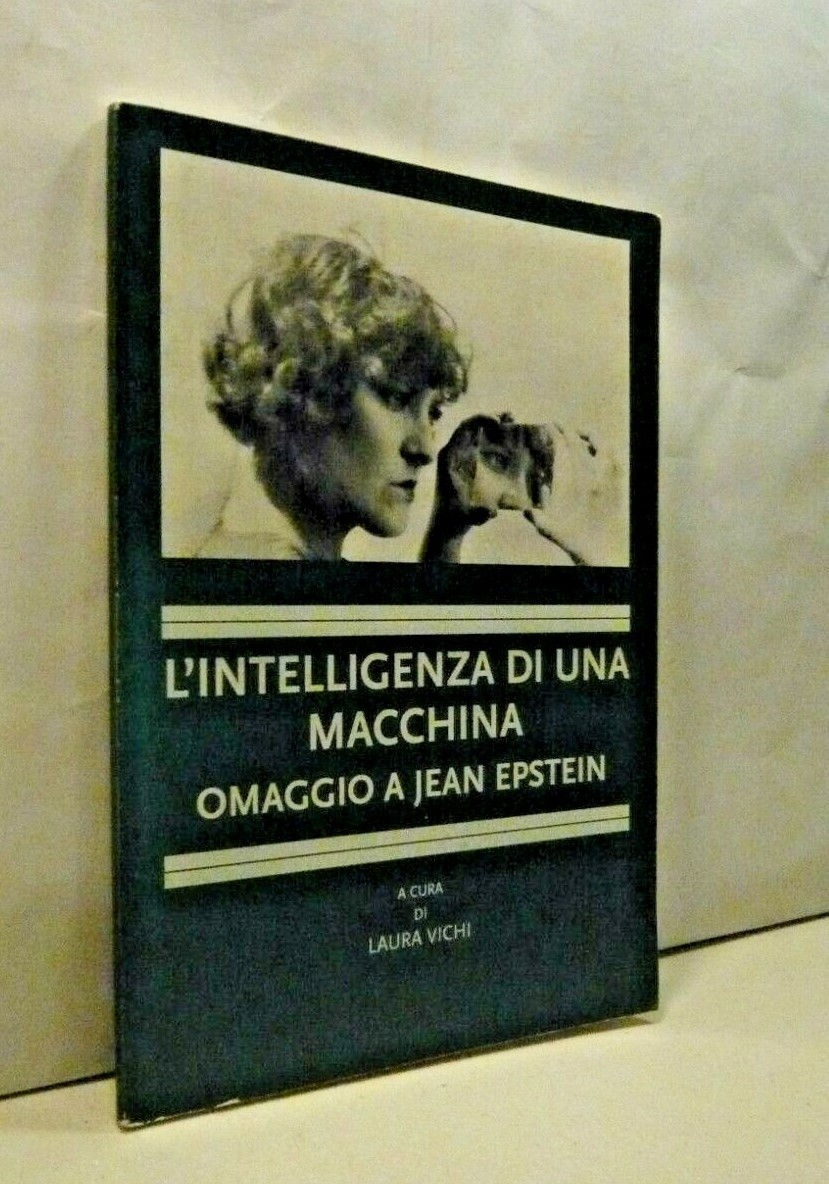 L'INTELLIGENZA DI UNA
MACCHINA
OMAGGIO A JEAN EPSTEIN
A CURA
DI
LAURA VICHI